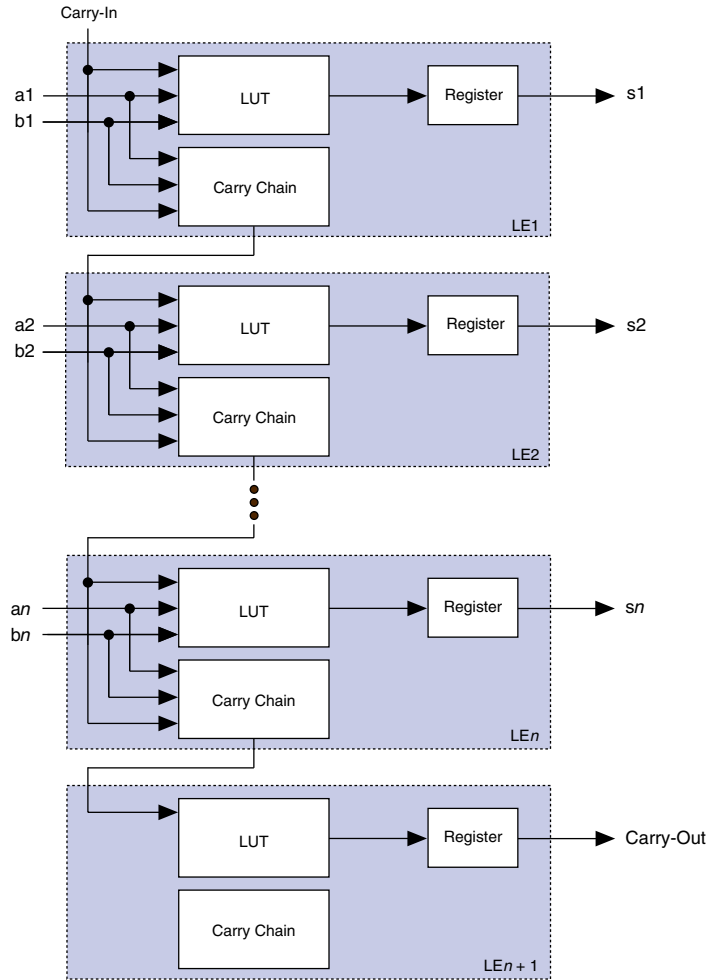 Carry-In
a1
b1
LUT
Register
s1
Carry Chain
LE1
a2
b2
LUT
Register
s2
Carry Chain
LE2
an
bn
LUT
Register
sn
Carry Chain
LEn
LUT
Register
Carry-Out
Carry Chain
LEn + 1